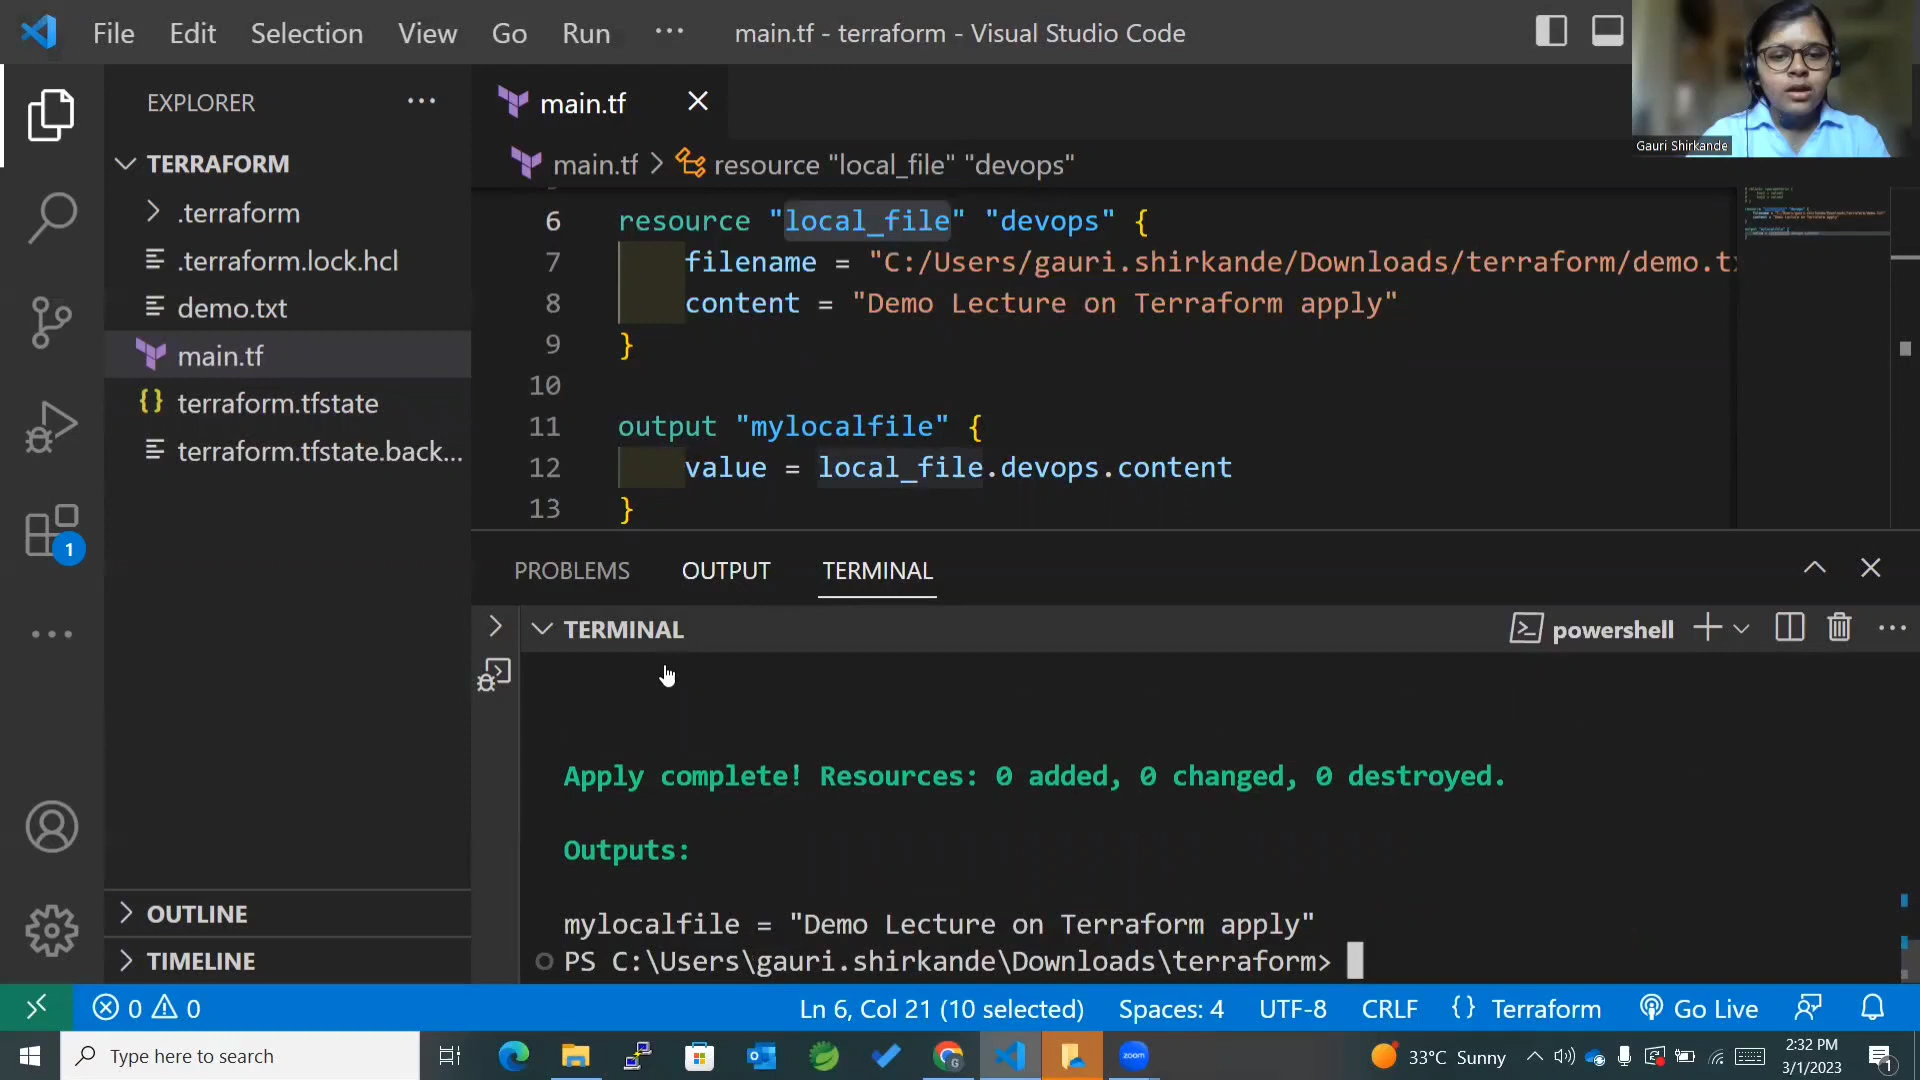 File Edit Selection View Go Run ··· main.tf - terraform - Visual Studio Code
Gauri Shirkande
EXPLORER ···
TERRAFORM
.terraform
.terraform.lock.hcl
demo.txt
main.tf
terraform.tfstate
terraform.tfstate.back...
OUTLINE
TIMELINE
1
main.tf
main.tf > resource "local_file" "devops"
6 resource "local_file" "devops" {
7 filename = "C:/Users/gauri.shirkande/Downloads/terraform/demo.t
8 content = "Demo Lecture on Terraform apply"
9 }
10
11 output "mylocalfile" {
12 value = local_file.devops.content
13 }
PROBLEMS OUTPUT TERMINAL
TERMINAL powershell
Apply complete! Resources: 0 added, 0 changed, 0 destroyed.
Outputs:
mylocalfile = "Demo Lecture on Terraform apply"
PS C:\Users\gauri.shirkande\Downloads\terraform>
0 0 Ln 6, Col 21 (10 selected) Spaces: 4 UTF-8 CRLF {} Terraform Go Live
Type here to search zoom 33°C Sunny 2:32 PM
3/1/2023
1